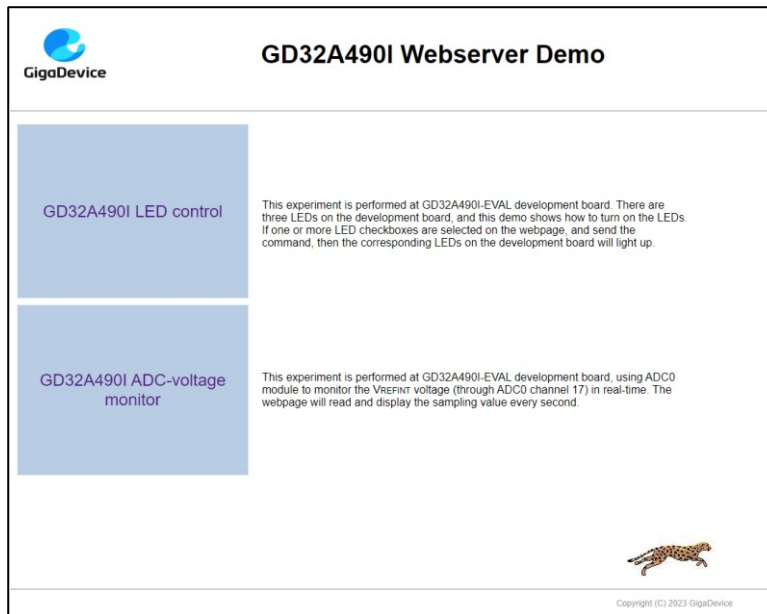 GigaDevice
GD32A490I Webserver Demo
GD32A490I LED control
This experiment is performed at GD32A490I-EVAL development board. There are
three LEDs on the development board, and this demo shows how to turn on the LEDs.
If one or more LED checkboxes are selected on the webpage, and send the
command, then the corresponding LEDs on the development board will light up.
GD32A490I ADC-voltage
monitor
This experiment is performed at GD32A490I-EVAL development board, using ADC0
module to monitor the VREFINT voltage (through ADC0 channel 17) in real-time. The
webpage will read and display the sampling value every second.
Copyright (C) 2023 GigaDevice